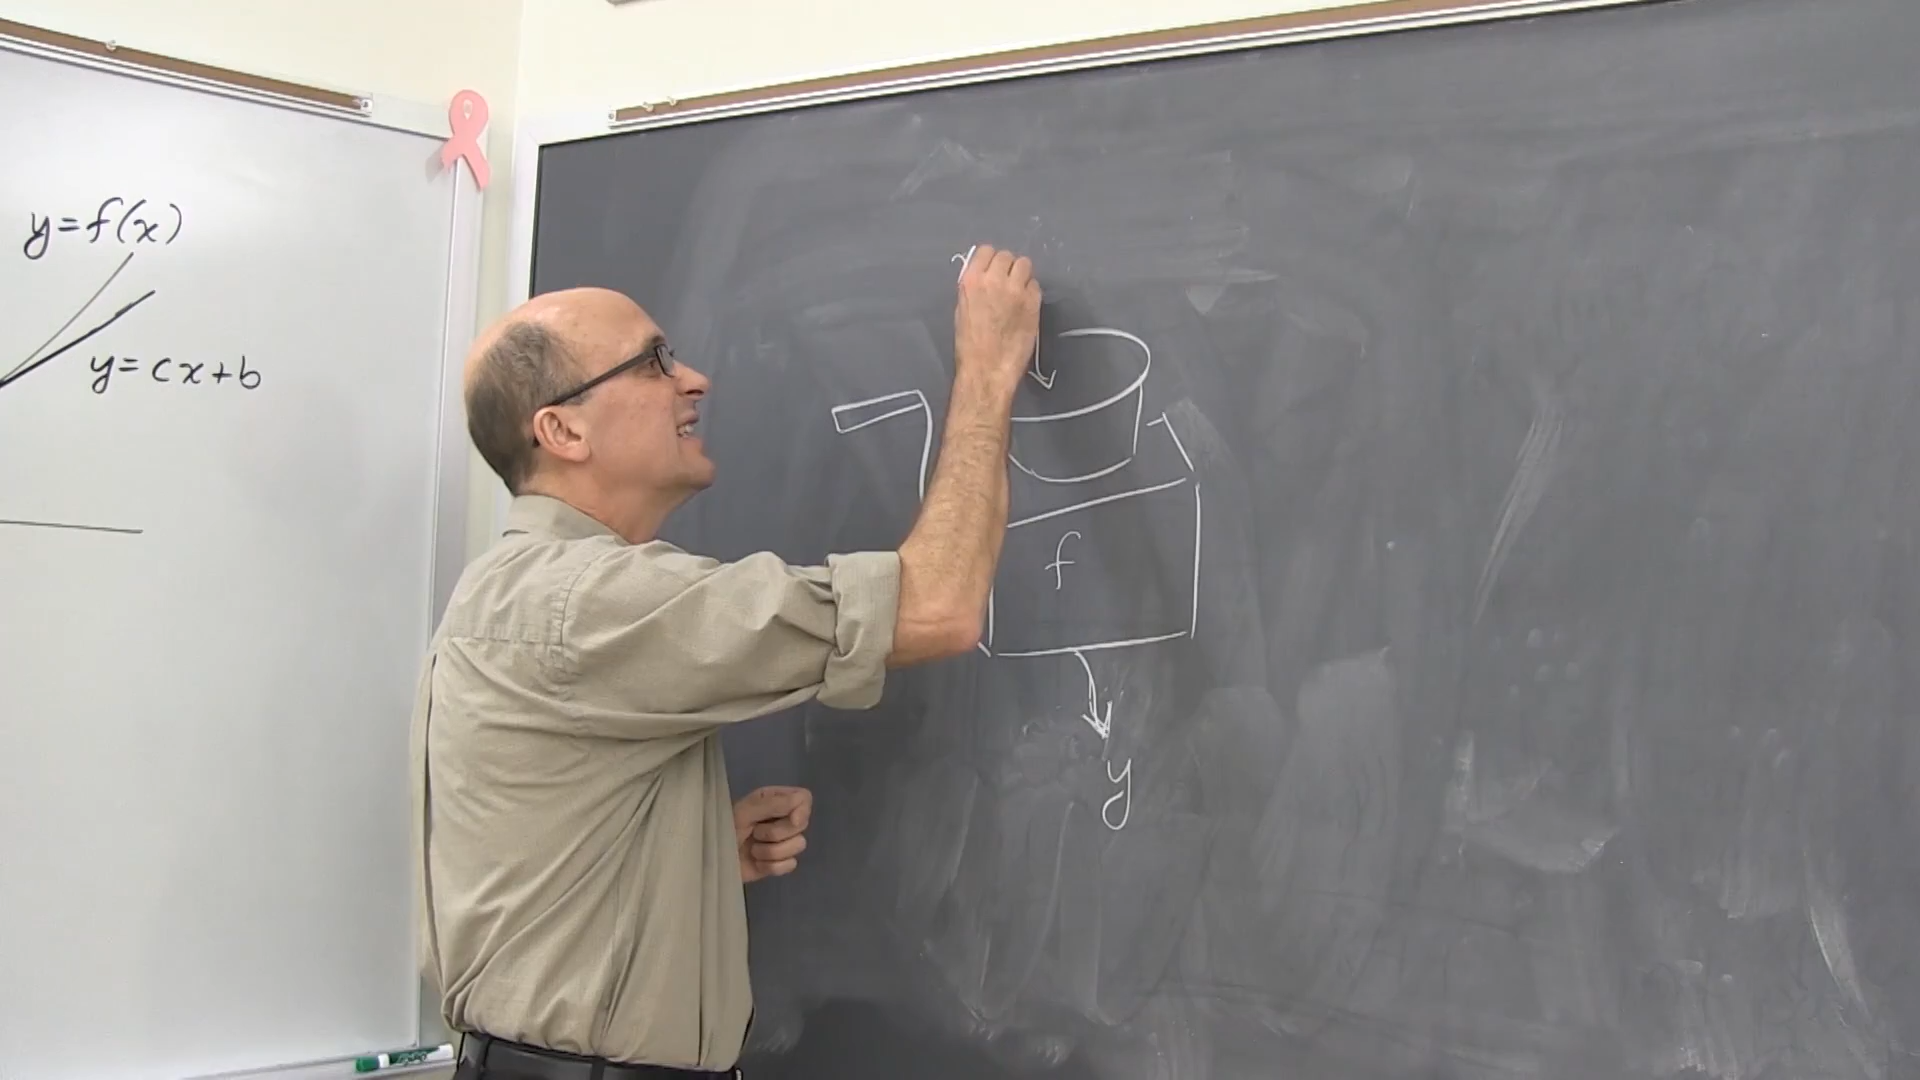 y=f(x)
y=cx+b
x
f
y